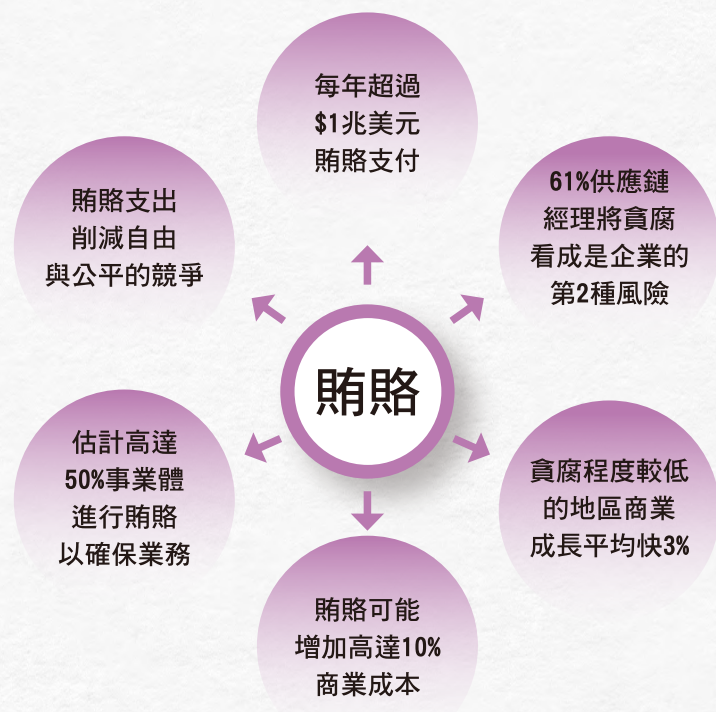 每年超過
$1兆美元
賄賂支付
61%供應鏈
經理將貪腐
看成是企業的
第2種風險
貪腐程度較低
的地區商業
成長平均快3%
賄賂可能
增加高達10%
商業成本
估計高達
50%事業體
進行賄賂
以確保業務
賄賂支出
削減自由
與公平的競爭
賄賂